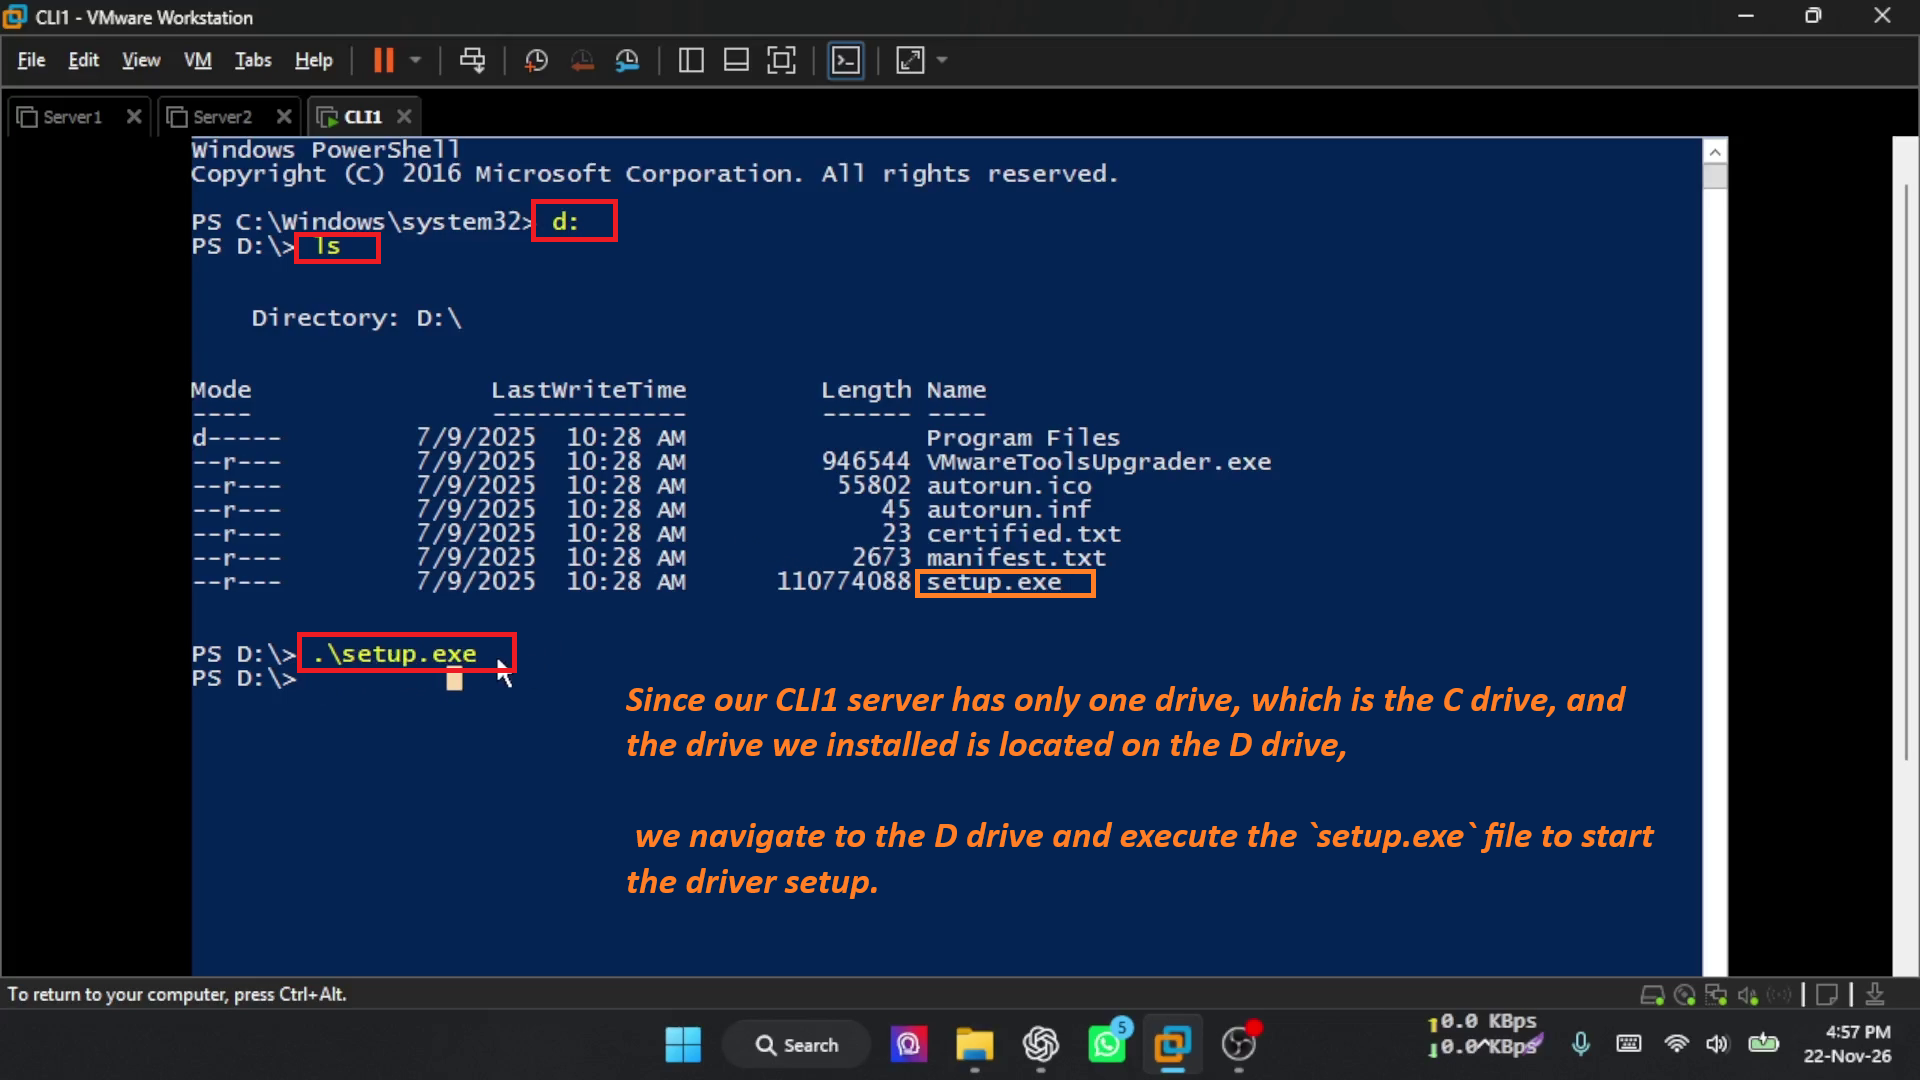 CLI1 - VMware Workstation
File Edit View VM Tabs Help
Server1 Server2 CLI1
Windows PowerShell
Copyright (C) 2016 Microsoft Corporation. All rights reserved.
PS C:\Windows\system32> d:
PS D:\> ls
Directory: D:\
Mode LastWriteTime Length Name
---- ------------- ------ ----
d----- 7/9/2025 10:28 AM Program Files
--r--- 7/9/2025 10:28 AM 946544 VMwareToolsUpgrader.exe
--r--- 7/9/2025 10:28 AM 55802 autorun.ico
--r--- 7/9/2025 10:28 AM 45 autorun.inf
--r--- 7/9/2025 10:28 AM 23 certified.txt
--r--- 7/9/2025 10:28 AM 2673 manifest.txt
--r--- 7/9/2025 10:28 AM 110774088 setup.exe
PS D:\> .\setup.exe
PS D:\>
Since our CLI1 server has only one drive, which is the C drive, and
the drive we installed is located on the D drive,
we navigate to the D drive and execute the `setup.exe` file to start
the driver setup.
To return to your computer, press Ctrl+Alt.
Search
5
0.0 KBps
0.0 KBps
4:57 PM
22-Nov-26